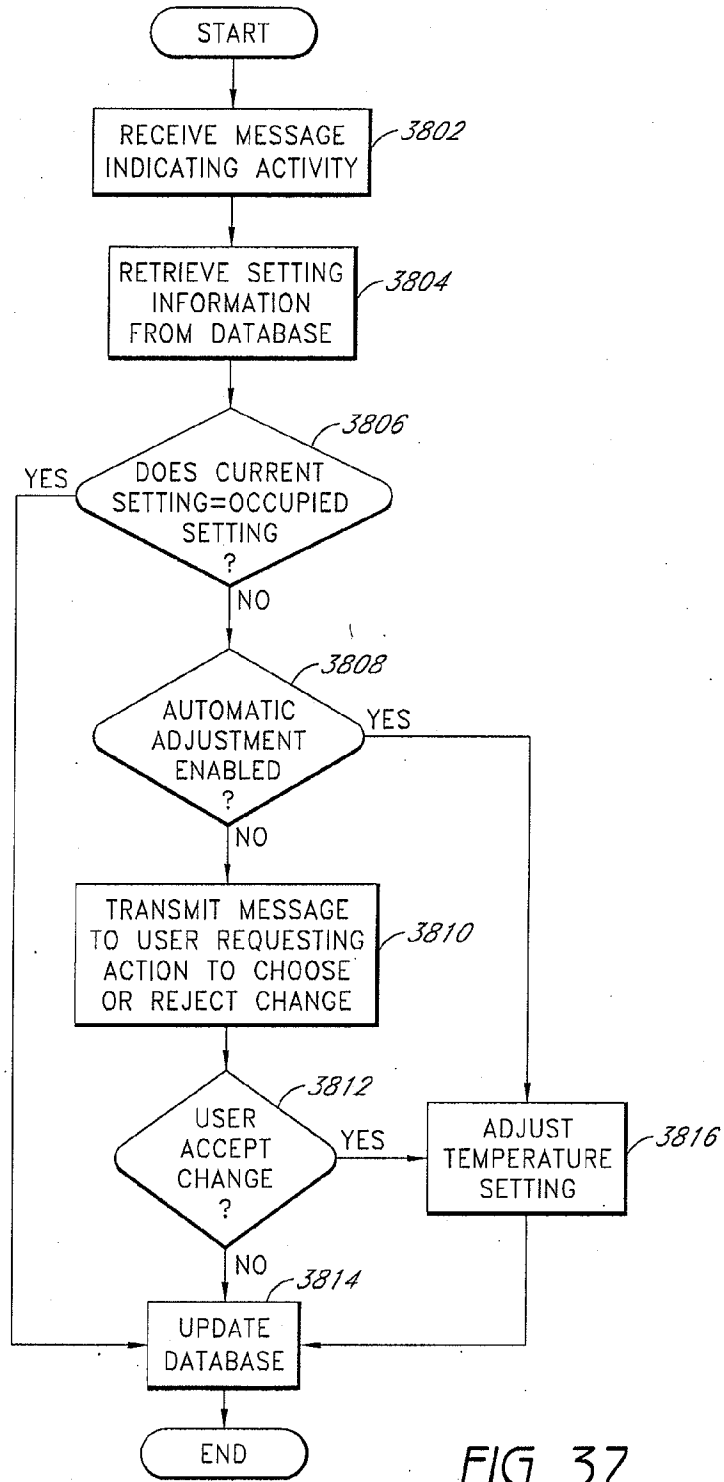 START
RECEIVE MESSAGE
INDICATING ACTIVITY
3802
RETRIEVE SETTING
INFORMATION
FROM DATABASE
3804
3806
YES
DOES CURRENT
SETTING=OCCUPIED
SETTING
?
NO
3808
AUTOMATIC
ADJUSTMENT
ENABLED
?
YES
NO
TRANSMIT MESSAGE
TO USER REQUESTING
ACTION TO CHOOSE
OR REJECT CHANGE
3810
3812
USER
ACCEPT
CHANGE
?
YES
ADJUST
TEMPERATURE
SETTING
3816
NO
3814
UPDATE
DATABASE
END
FIG 37